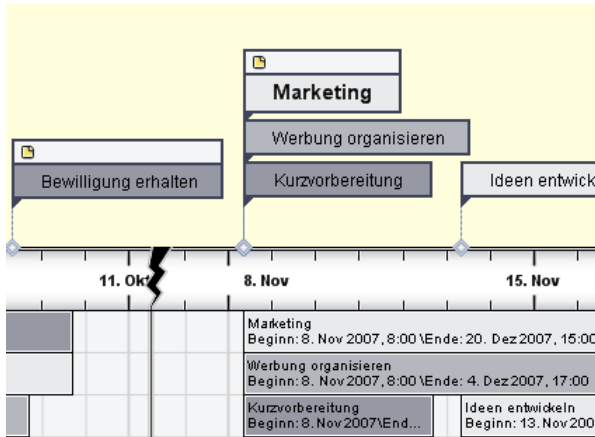 Marketing
Werbung organisieren
Bewilligung erhalten
Kurzvorbereitung
Ideen entwick
11. Okt
8. Nov
15. Nov
Marketing
Beginn: 8. Nov 2007, 8:00 \Ende: 20. Dez 2007, 15:00
Werbung organisieren
Beginn: 8. Nov 2007, 8:00 \Ende: 4. Dez 2007, 17:00
Kurzvorbereitung
Beginn: 8. Nov 2007\End...
Ideen entwickeln
Beginn: 13. Nov 200